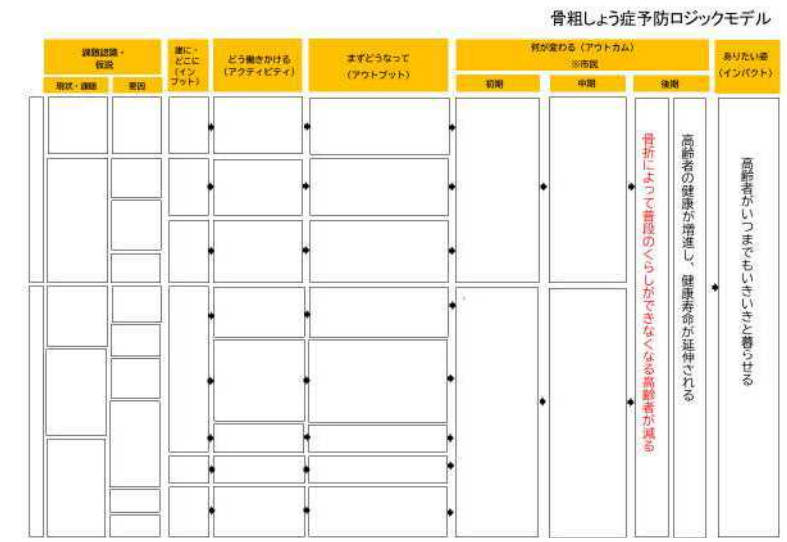 骨粗しょう症予防ロジックモデル
課題認識・
仮説
誰に・
どこに
(イン
プット)
どう働きかける
(アクティビティ)
まずどうなって
(アウトプット)
何が変わる(アウトカム)
※市民
ありたい姿
(インパクト)
現状・課題
要因
初期
中期
後期
骨折によって普段のくらしができなくなる高齢者が減る
高齢者の健康が増進し、健康寿命が延伸される
高齢者がいつまでもいきいきと暮らせる